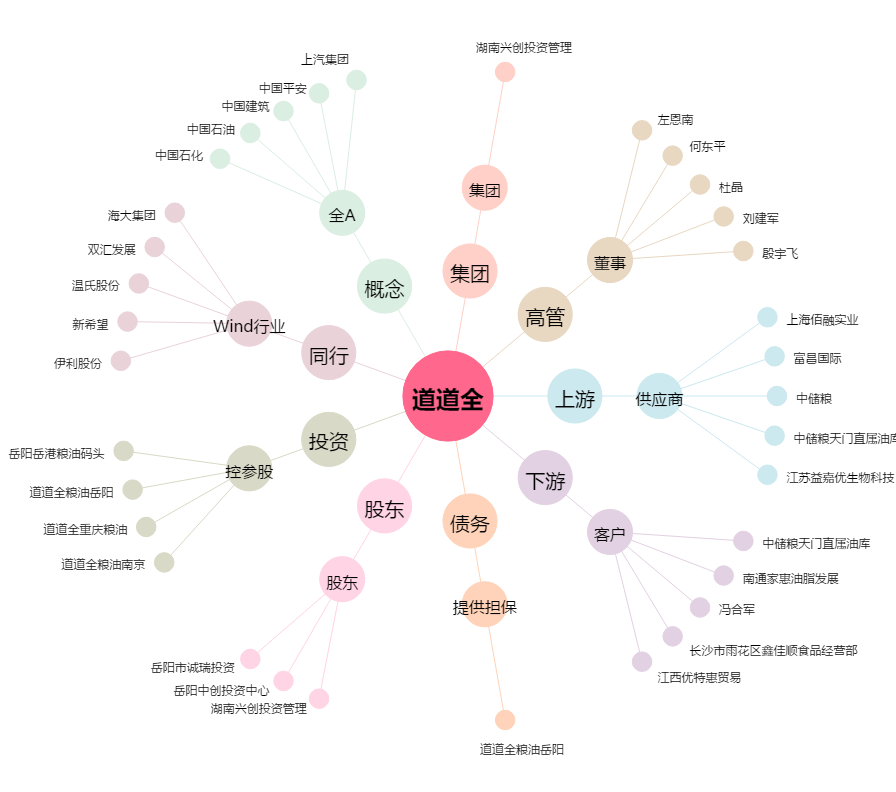 湖南兴创投资管理
上汽集团
中国平安
中国建筑
中国石油
中国石化
左恩南
何东平
杜晶
刘建军
殷宇飞
海大集团
双汇发展
温氏股份
新希望
伊利股份
全A
概念
集团
集团
董事
高管
Wind行业
同行
道道全
上游
供应商
上海佰融实业
富昌国际
中储粮
中储粮天门直属油库
江苏益嘉优生物科技
投资
控参股
岳阳岳港粮油码头
道道全粮油岳阳
道道全重庆粮油
道道全粮油南京
股东
股东
债务
提供担保
下游
客户
中储粮天门直属油库
南通家惠油脂发展
冯合军
长沙市雨花区鑫佳顺食品经营部
江西优特惠贸易
岳阳市诚瑞投资
岳阳中创投资中心
湖南兴创投资管理
道道全粮油岳阳